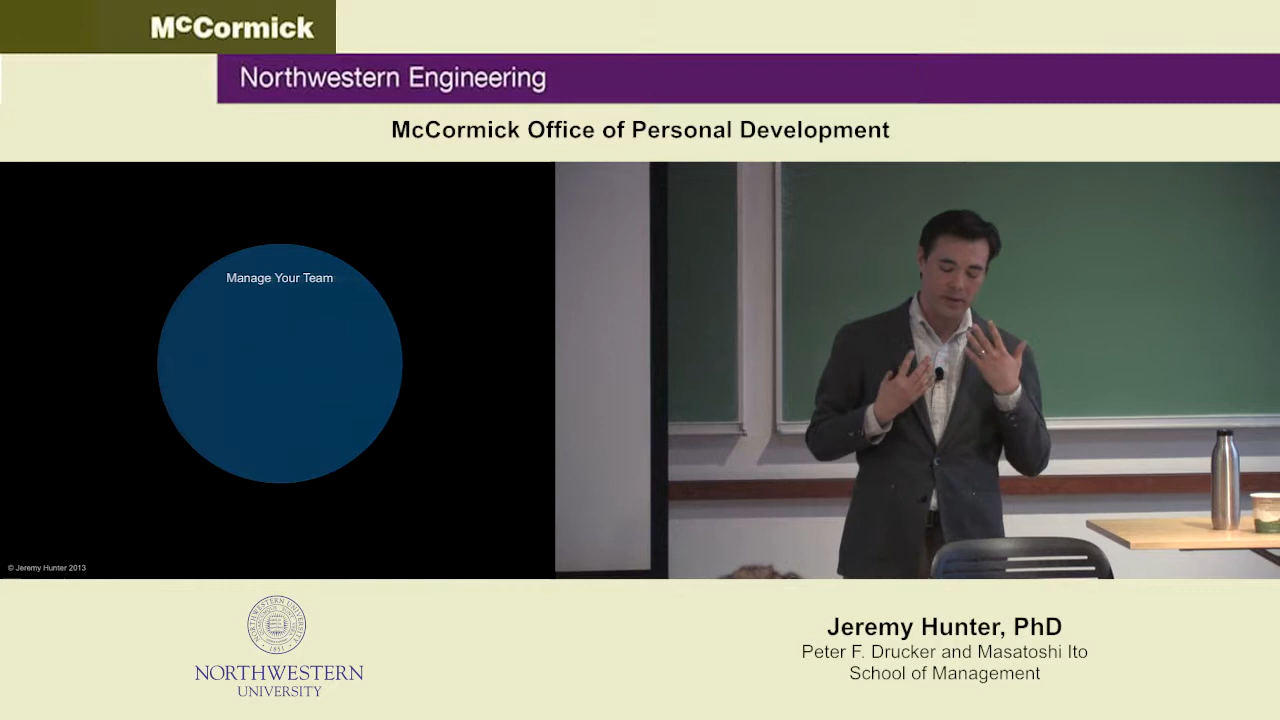 McCormick
Northwestern Engineering
McCormick Office of Personal Development
Manage Your Team
© Jeremy Hunter 2013
NORTHWESTERN
UNIVERSITY
Jeremy Hunter, PhD
Peter F. Drucker and Masatoshi Ito
School of Management